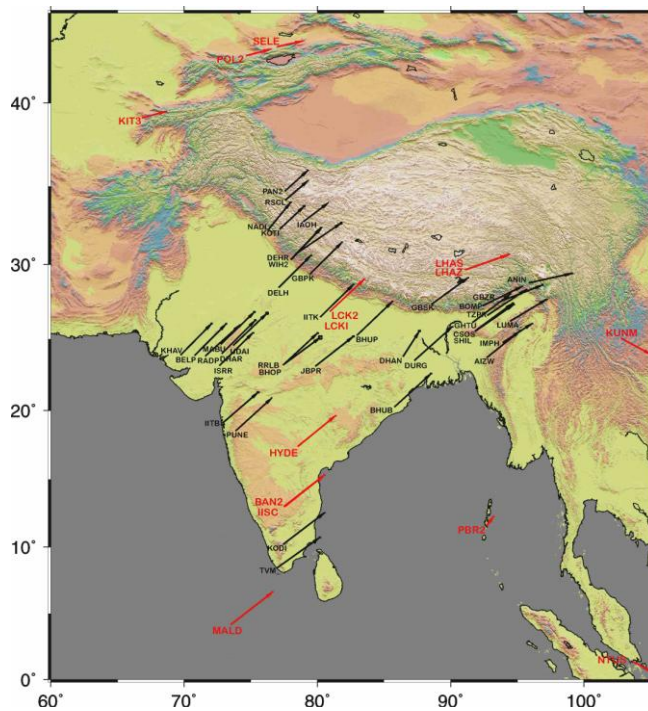 SELE
POL2
40°
KIT3
PAN2
RSCL
IAOH
NADI
KOTI
DEHR
WIH2
LHAS
LHAZ
30°
GBPK
ANIN
DELH
GBZR
GBSK
BOMP
IITK
LCK2
LCKI
TZPR
GHTU
LUMA
CSOS
KUNM
BHUP
SHIL
IMPH
KHAV
MABU
UDAI
BELP
RADP
DHAR
DHAN
RRLB
BHOP
JBPR
DURG
AIZW
ISRR
20°
BHUB
IITB
PUNE
HYDE
BAN2
IISC
PBR2
10°
KODI
TVM
MALD
NTUS
0°
60°
70°
80°
90°
100°